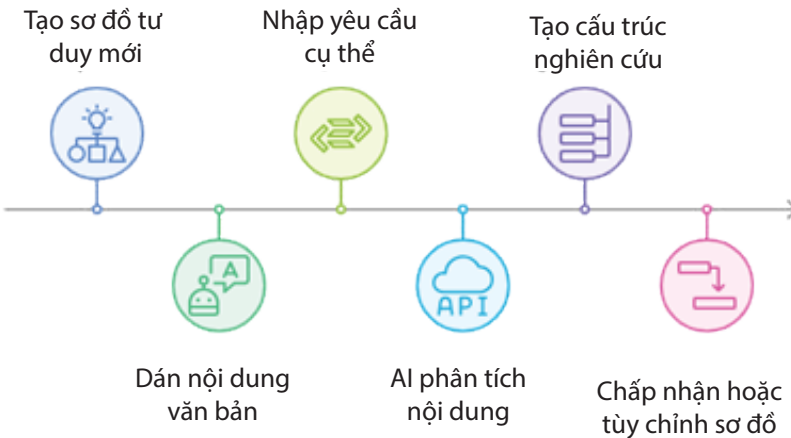 Tạo sơ đồ tư
duy mới
Nhập yêu cầu
cụ thể
Tạo cấu trúc
nghiên cứu
A
API
Dán nội dung
văn bản
AI phân tích
nội dung
Chấp nhận hoặc
tùy chỉnh sơ đồ